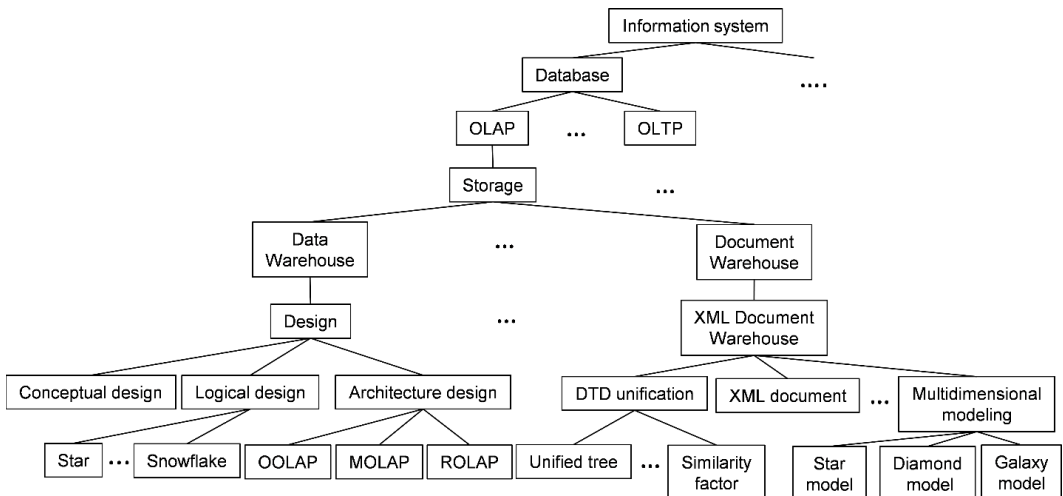 Information system
Database
....
OLAP
...
OLTP
Storage
...
Data
Warehouse
...
Document
Warehouse
Design
...
XML Document
Warehouse
Conceptual design
Logical design
Architecture design
DTD unification
XML document
...
Multidimensional
modeling
Star
...
Snowflake
OOLAP
MOLAP
ROLAP
Unified tree
...
Similarity
factor
Star
model
Diamond
model
Galaxy
model